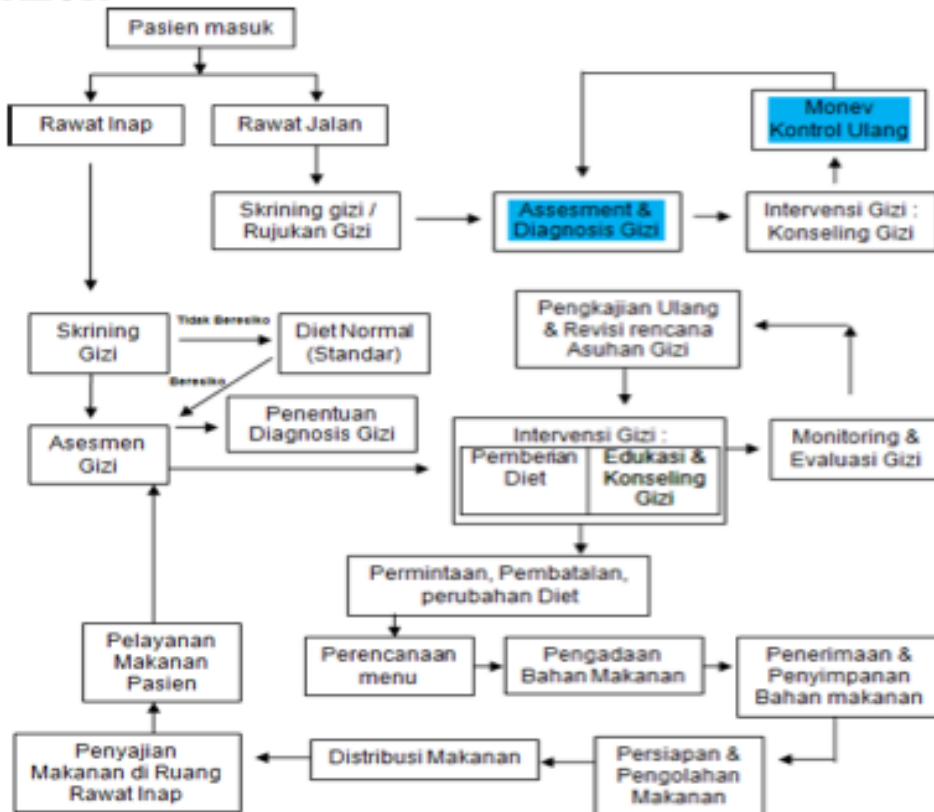 Pasien masuk
Rawat Inap
Rawat Jalan
Monev
Kontrol Ulang
Skrining gizi /
Rujukan Gizi
Assesment &
Diagnosis Gizi
Intervensi Gizi :
Konseling Gizi
Skrining
Gizi
Tidak Beresiko
Diet Normal
(Standar)
Pengkajian Ulang
& Revisi rencana
Asuhan Gizi
Beresiko
Asesmen
Gizi
Penentuan
Diagnosis Gizi
Intervensi Gizi :
Pemberian
Diet
Edukasi &
Konseling
Gizi
Monitoring &
Evaluasi Gizi
Permintaan, Pembatalan,
perubahan Diet
Pelayanan
Makanan
Pasien
Perencanaan
menu
Pengadaan
Bahan Makanan
Penerimaan &
Penyimpanan
Bahan makanan
Penyajian
Makanan di Ruang
Rawat Inap
Distribusi Makanan
Persiapan &
Pengolahan
Makanan